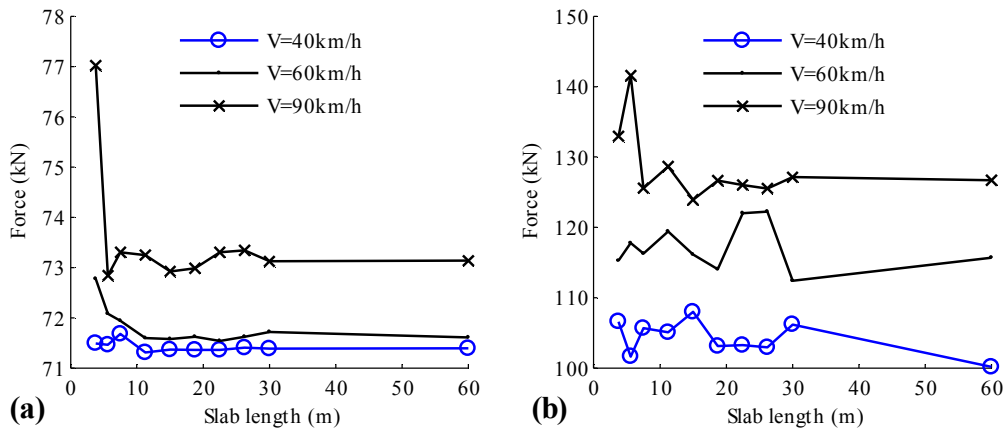 78
77
76
75
74
73
72
71
Force (kN)
V=40km/h
V=60km/h
V=90km/h
0 10 20 30 40 50 60
Slab length (m)
(a)
150
140
130
120
110
100
Force (kN)
V=40km/h
V=60km/h
V=90km/h
0 10 20 30 40 50 60
Slab length (m)
(b)